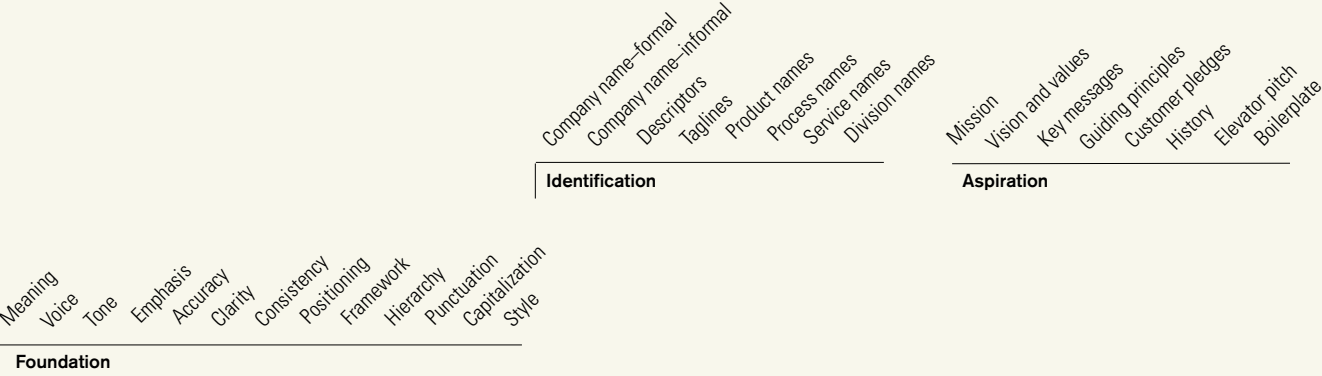 Company name–formal
Company name–informal
Descriptors
Taglines
Product names
Process names
Service names
Division names
Identification
Mission
Vision and values
Key messages
Guiding principles
Customer pledges
History
Elevator pitch
Boilerplate
Aspiration
Meaning
Voice
Tone
Emphasis
Accuracy
Clarity
Consistency
Positioning
Framework
Hierarchy
Punctuation
Capitalization
Style
Foundation